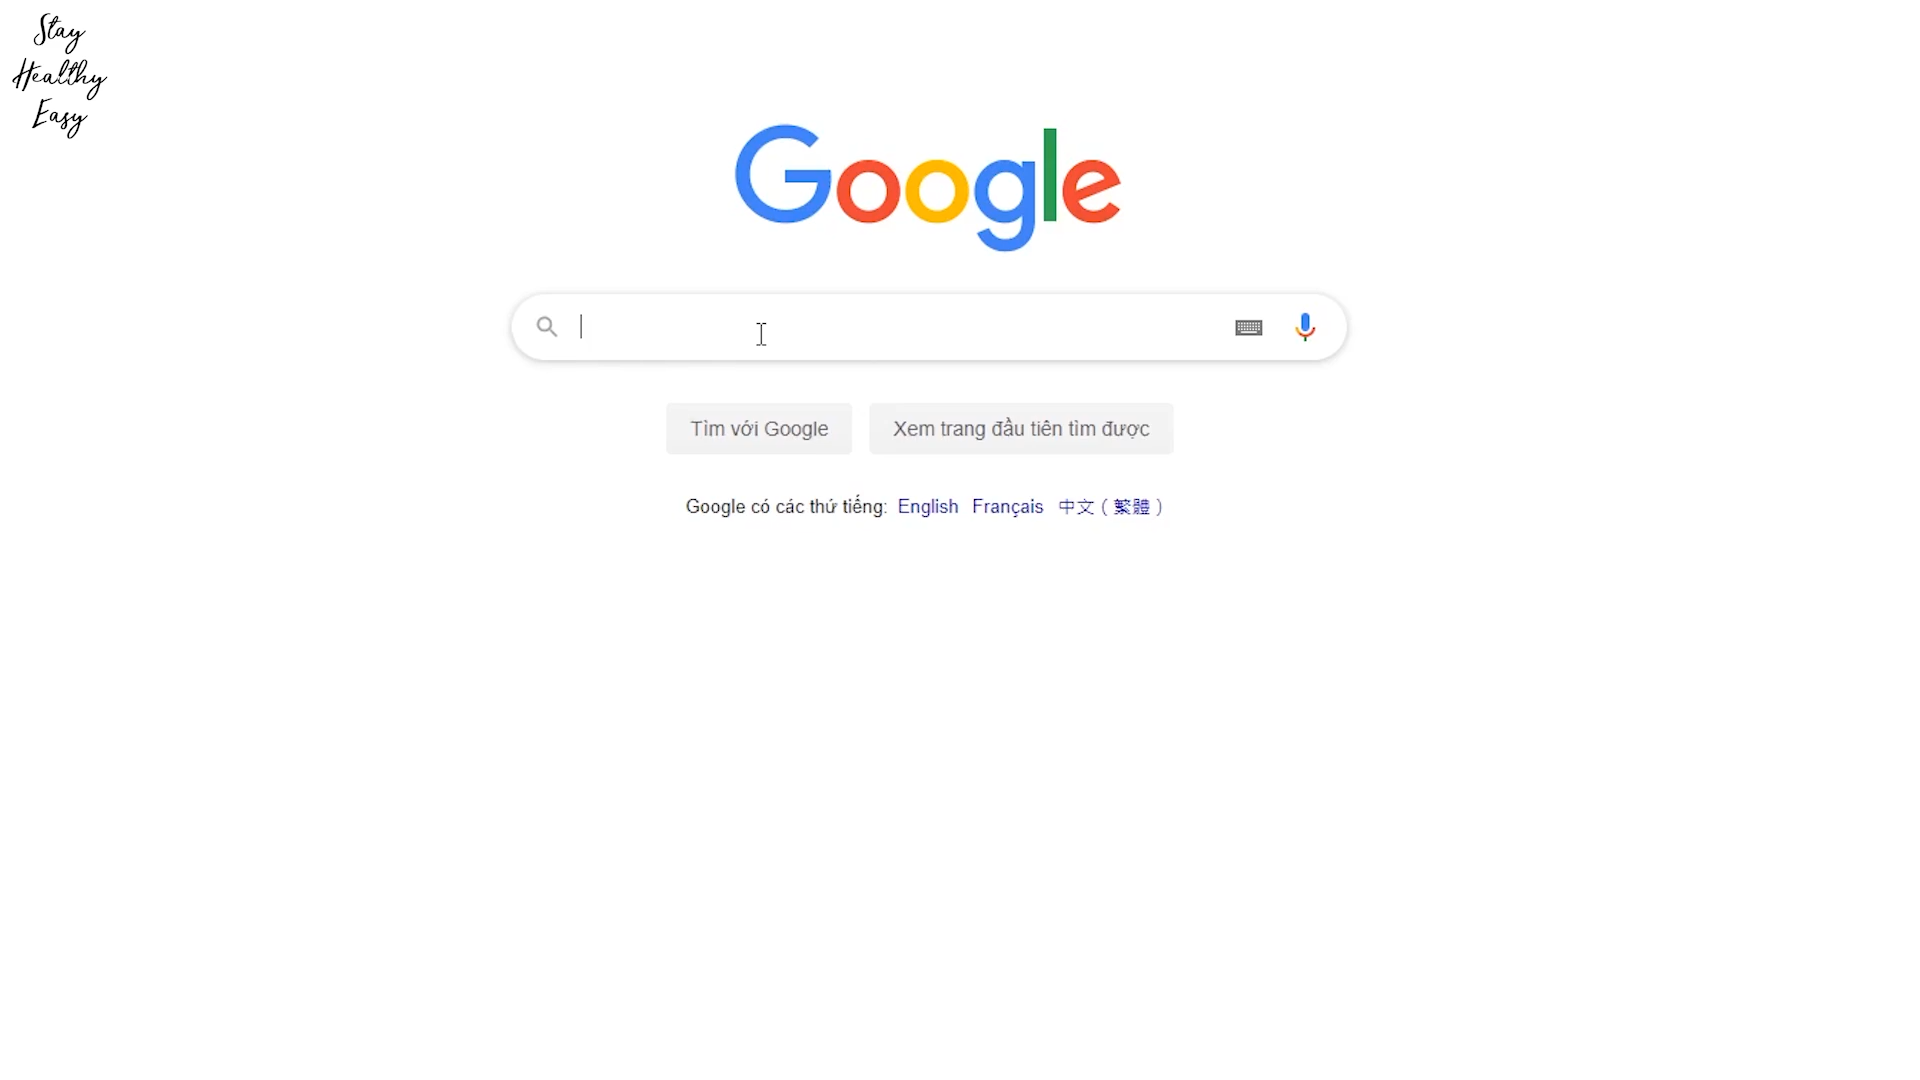 Stay
Healthy
Easy
Google
Tìm với Google
Xem trang đầu tiên tìm được
Google có các thứ tiếng: English Français 中文 ( 繁體 )